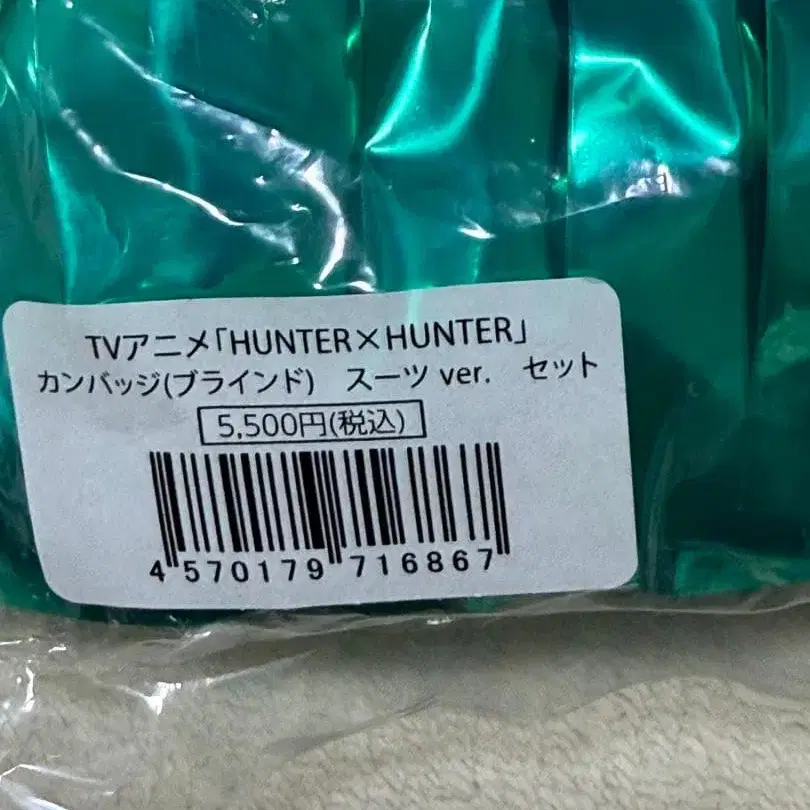 TVアニメ「HUNTER×HUNTER」
カンバッジ(ブラインド)　スーツ ver.　セット
5,500円(税込)
4 570179 716867